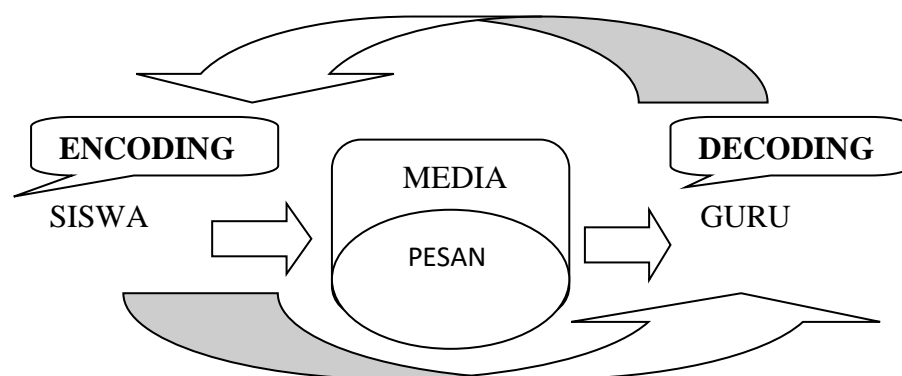 ENCODING
DECODING
MEDIA
SISWA
GURU
PESAN